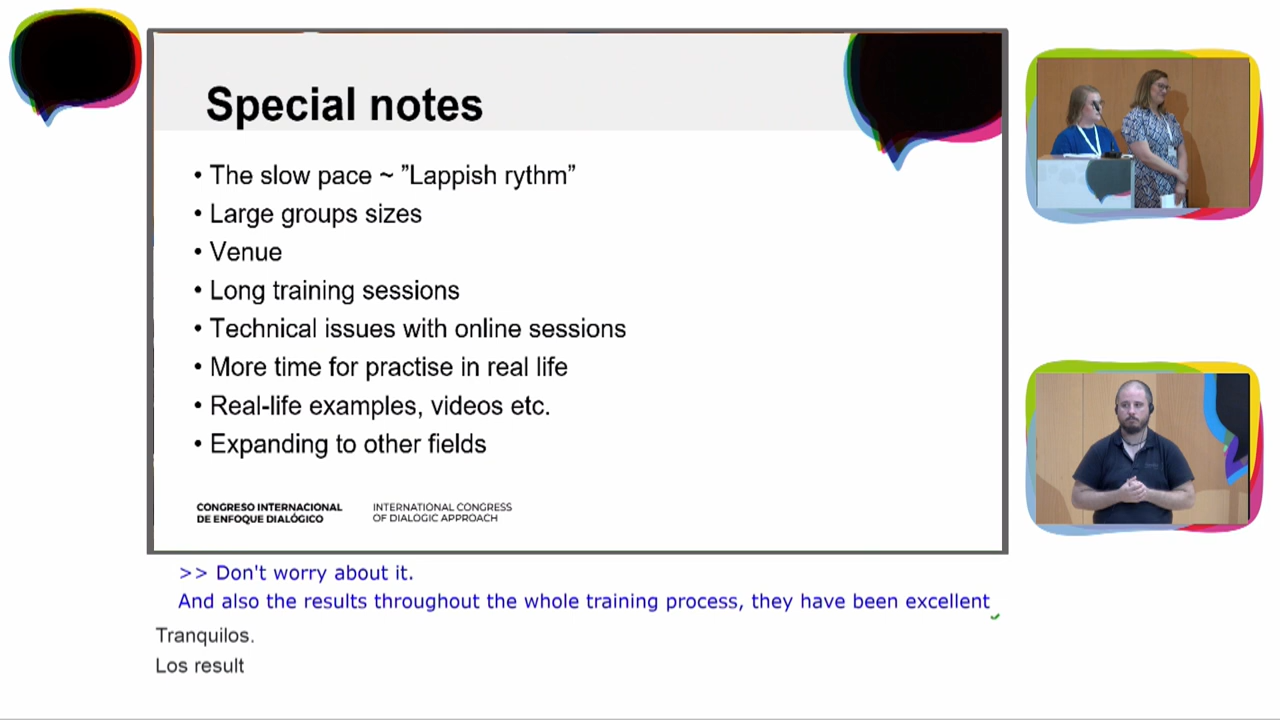 Special notes
• The slow pace ~ ”Lappish rythm”
• Large groups sizes
• Venue
• Long training sessions
• Technical issues with online sessions
• More time for practise in real life
• Real-life examples, videos etc.
• Expanding to other fields
CONGRESO INTERNACIONAL
DE ENFOQUE DIALÓGICO
INTERNATIONAL CONGRESS
OF DIALOGIC APPROACH
>> Don't worry about it.
And also the results throughout the whole training process, they have been excellent
Tranquilos.
Los result